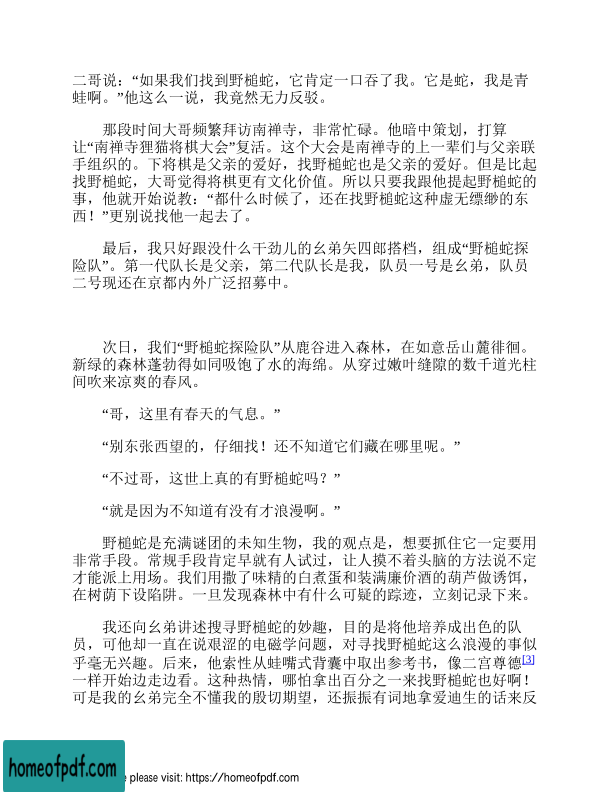 二哥说：“如果我们找到野槌蛇，它肯定一口吞了我。它是蛇，我是青
蛙啊。”他这么一说，我竟然无力反驳。
那段时间大哥频繁拜访南禅寺，非常忙碌。他暗中策划，打算
让“南禅寺狸猫将棋大会”复活。这个大会是南禅寺的上一辈们与父亲联
手组织的。下将棋是父亲的爱好，找野槌蛇也是父亲的爱好。但是比起
找野槌蛇，大哥觉得将棋更有文化价值。所以只要我跟他提起野槌蛇的
事，他就开始说教：“都什么时候了，还在找野槌蛇这种虚无缥缈的东
西！”更别说找他一起去了。
最后，我只好跟没什么干劲儿的幺弟矢四郎搭档，组成“野槌蛇探
险队”。第一代队长是父亲，第二代队长是我，队员一号是幺弟，队员
二号现还在京都内外广泛招募中。
次日，我们“野槌蛇探险队”从鹿谷进入森林，在如意岳山麓徘徊。
新绿的森林蓬勃得如同吸饱了水的海绵。从穿过嫩叶缝隙的数千道光柱
间吹来凉爽的春风。
“哥，这里有春天的气息。”
“别东张西望的，仔细找！还不知道它们藏在哪里呢。”
“不过哥，这世上真的有野槌蛇吗？”
“就是因为不知道有没有才浪漫啊。”
野槌蛇是充满谜团的未知生物，我的观点是，想要抓住它一定要用
非常手段。常规手段肯定早就有人试过，让人摸不着头脑的方法说不定
才能派上用场。我们用撒了味精的白煮蛋和装满廉价酒的葫芦做诱饵，
在树荫下设陷阱。一旦发现森林中有什么可疑的踪迹，立刻记录下来。
我还向幺弟讲述搜寻野槌蛇的妙趣，目的是将他培养成出色的队
员，可他却一直在说艰涩的电磁学问题，对寻找野槌蛇这么浪漫的事似
乎毫无兴趣。后来，他索性从蛙嘴式背囊中取出参考书，像二宫尊德[3]
一样开始边走边看。这种热情，哪怕拿出百分之一来找野槌蛇也好啊！
可是我的幺弟完全不懂我的殷切期望，还振振有词地拿爱迪生的话来反
homeofpdf.com
e please visit: https://homeofpdf.com